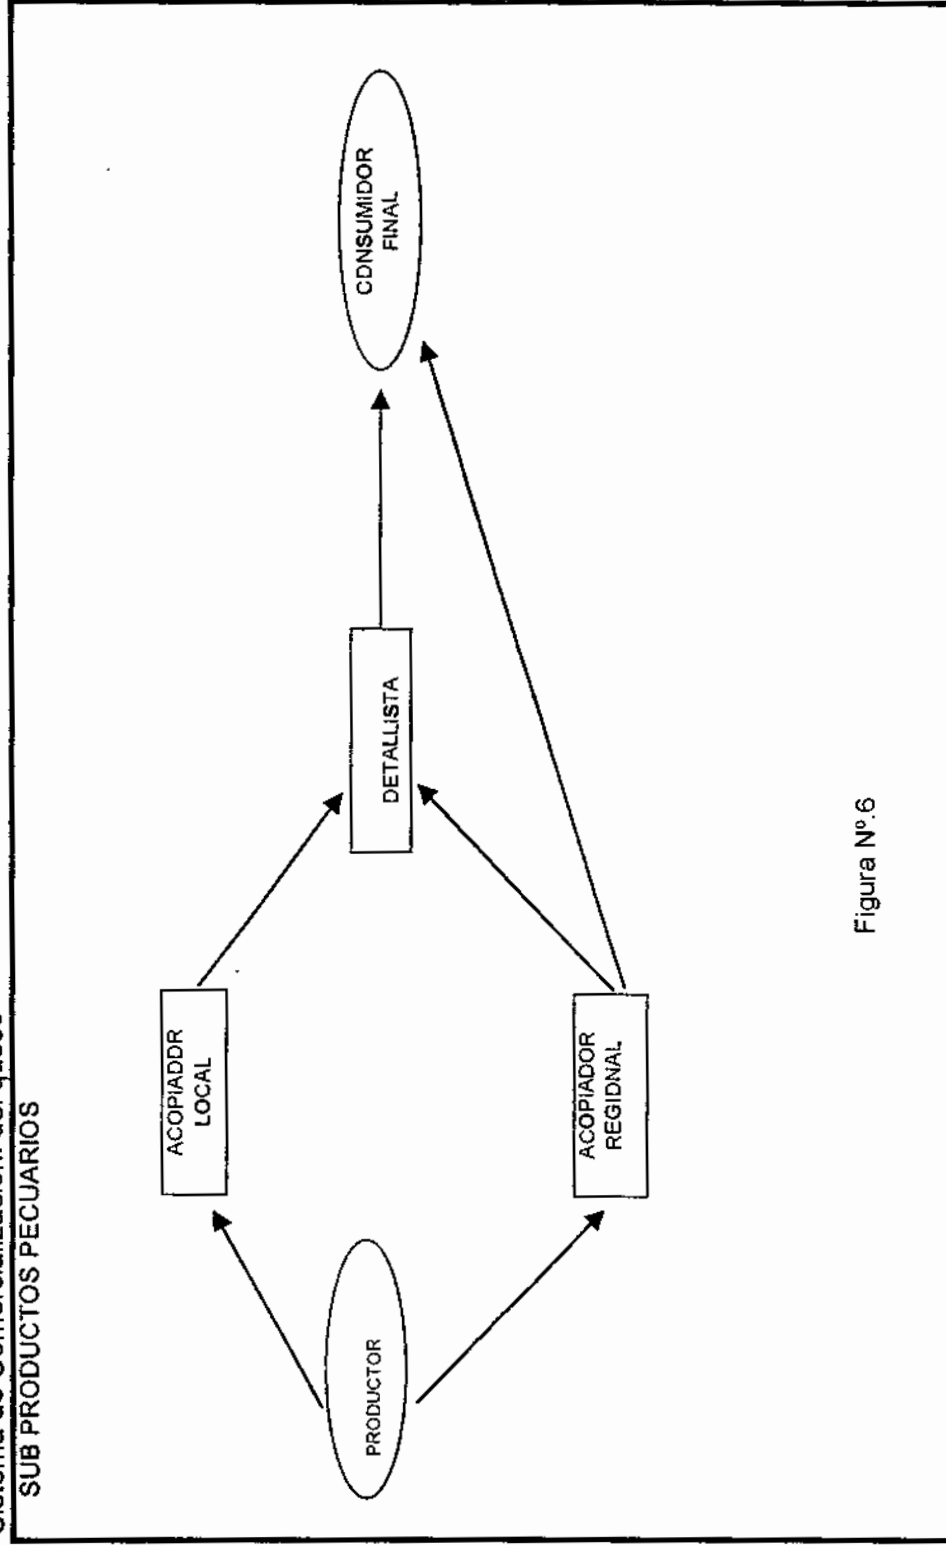 SUB PRODUCTOS PECUARIOS
PRODUCTOR
ACOPIADDR
LOCAL
ACOPIADOR
REGIDNAL
DETALLISTA
CDNSUMIDOR
FINAL
Figura Nº.6